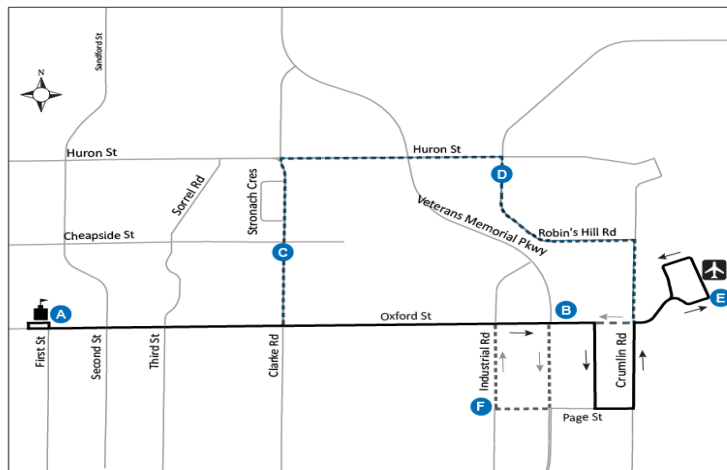 Sandford St
N
Huron St
Huron St
D
Sorrel Rd
Stronach Cres
Veterans Memorial Pkwy
Cheapside St
C
Robin's Hill Rd
A
B
E
Oxford St
First St
Second St
Third St
Clarke Rd
Industrial Rd
Crumlin Rd
F
Page St